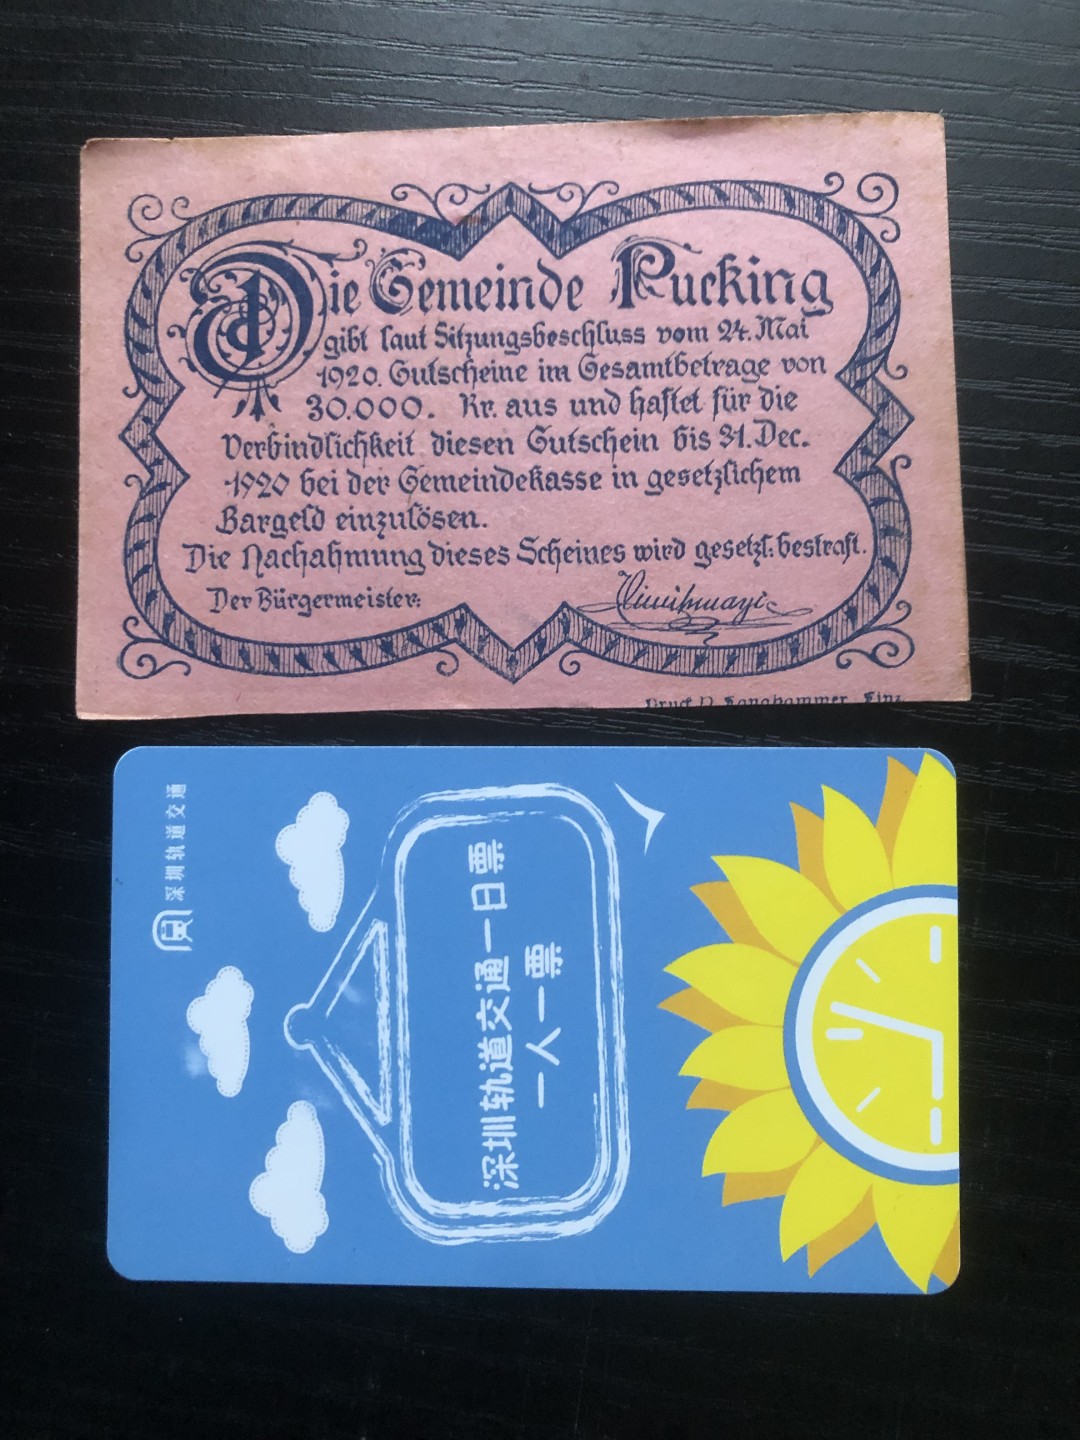 Die Gemeinde Pucking
gibt laut Sitzungsbeschluss vom 24. Mai
1920. Gutscheine im Gesamtbetrage von
30.000. Kr. aus und haftet für die
Verbindlichkeit diesen Gutschein bis 31. Dec.
1920 bei der Gemeindekasse in gesetzlichem
Bargeld einzulösen.
Die Nachahmung dieses Scheines wird gesetzl. bestraft.
Der Bürgermeister:
Druck
深圳轨道交通
深圳轨道交通一日票
一人一票